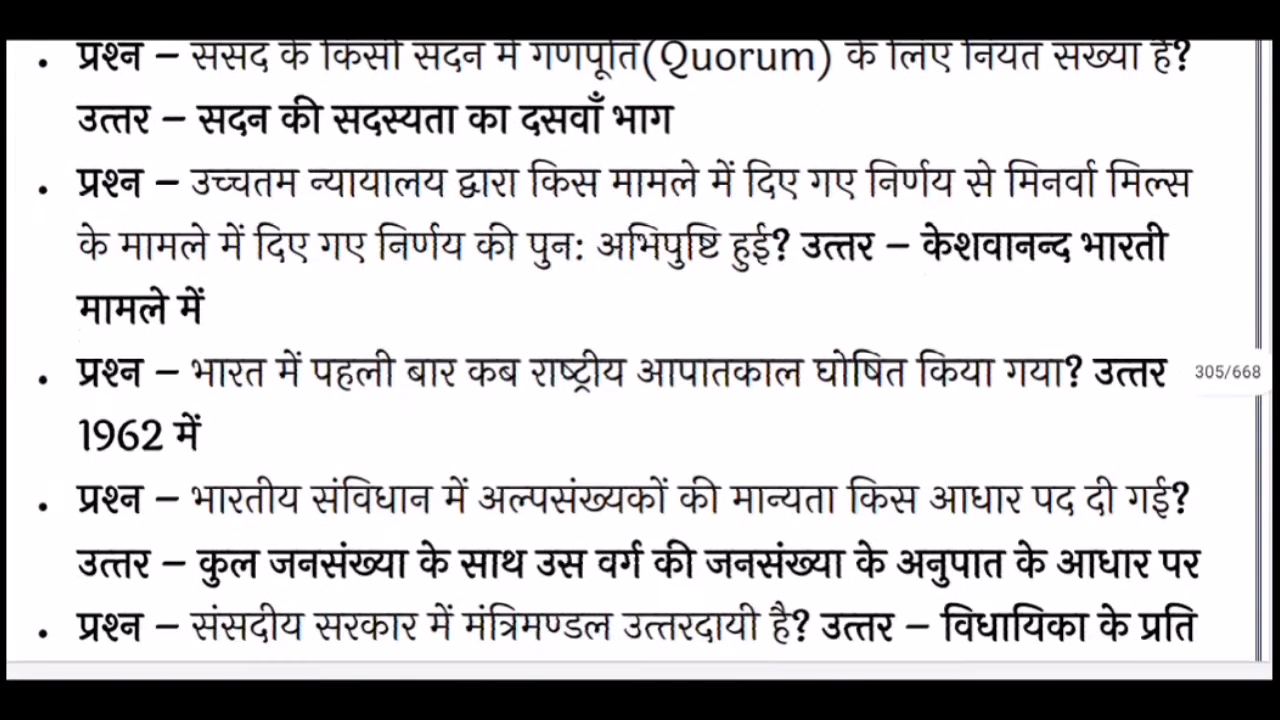 • प्रश्न – संसद के किसी सदन में गणपूर्ति(Quorum) के लिए नियत संख्या है?
उत्तर – सदन की सदस्यता का दसवाँ भाग
• प्रश्न – उच्चतम न्यायालय द्वारा किस मामले में दिए गए निर्णय से मिनर्वा मिल्स
के मामले में दिए गए निर्णय की पुन: अभिपुष्टि हुई? उत्तर – केशवानन्द भारती
मामले में
• प्रश्न – भारत में पहली बार कब राष्ट्रीय आपातकाल घोषित किया गया? उत्तर
305/668
1962 में
• प्रश्न – भारतीय संविधान में अल्पसंख्यकों की मान्यता किस आधार पद दी गई?
उत्तर – कुल जनसंख्या के साथ उस वर्ग की जनसंख्या के अनुपात के आधार पर
• प्रश्न – संसदीय सरकार में मंत्रिमण्डल उत्तरदायी है? उत्तर – विधायिका के प्रति